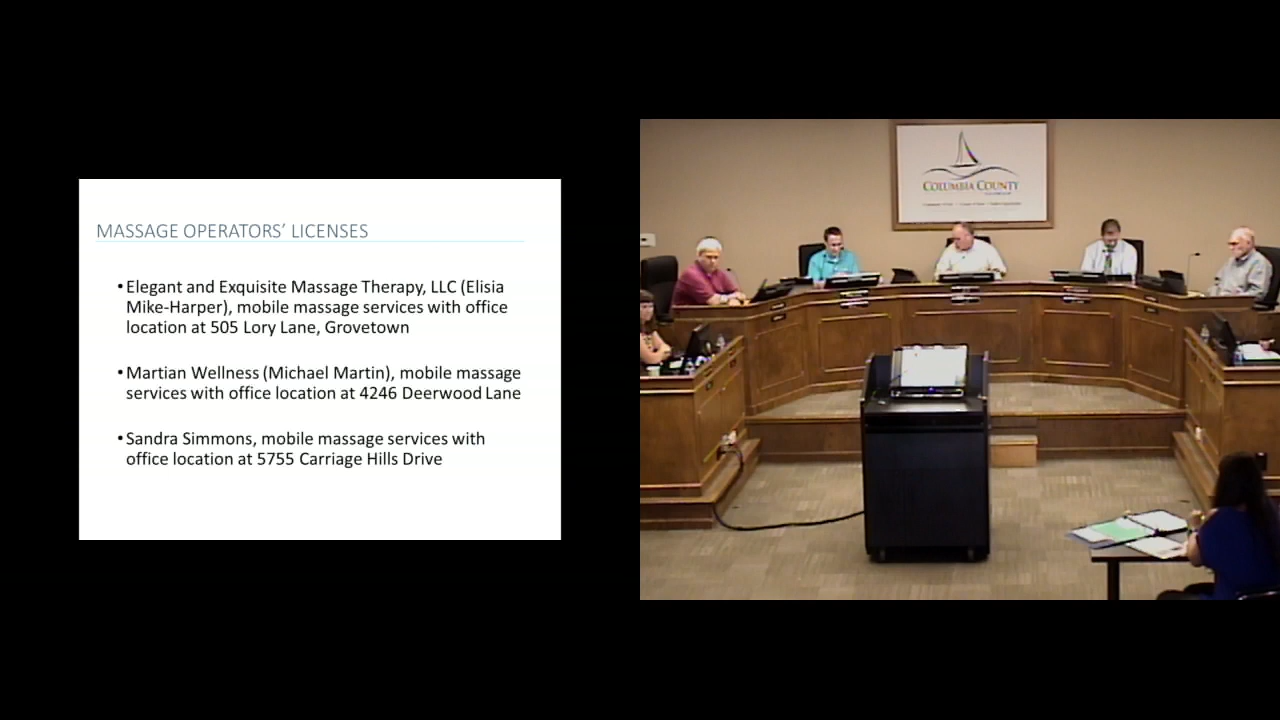 MASSAGE OPERATORS’ LICENSES
•Elegant and Exquisite Massage Therapy, LLC (Elisia
Mike-Harper), mobile massage services with office
location at 505 Lory Lane, Grovetown
•Martian Wellness (Michael Martin), mobile massage
services with office location at 4246 Deerwood Lane
•Sandra Simmons, mobile massage services with
office location at 5755 Carriage Hills Drive
COLUMBIA COUNTY